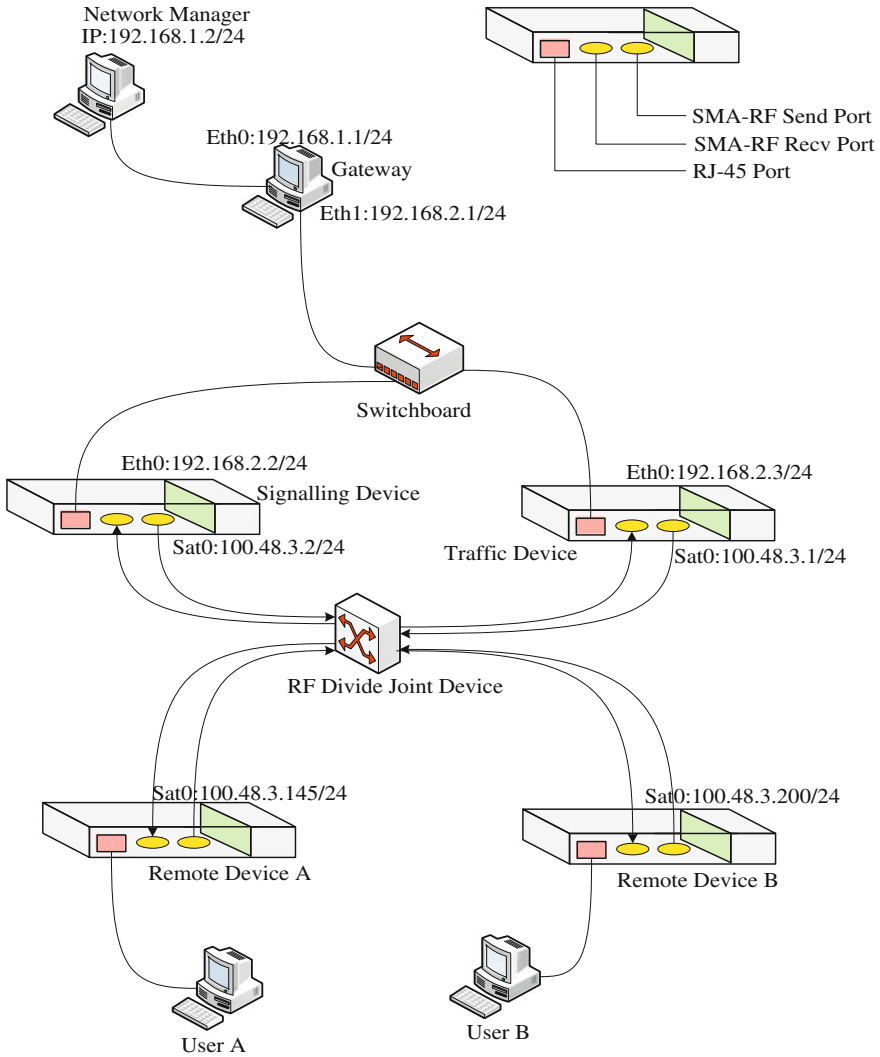 Network Manager
IP:192.168.1.2/24
SMA-RF Send Port
SMA-RF Recv Port
RJ-45 Port
Eth0:192.168.1.1/24
Gateway
Eth1:192.168.2.1/24
Switchboard
Eth0:192.168.2.2/24
Signalling Device
Sat0:100.48.3.2/24
Eth0:192.168.2.3/24
Traffic Device
Sat0:100.48.3.1/24
RF Divide Joint Device
Sat0:100.48.3.145/24
Remote Device A
Sat0:100.48.3.200/24
Remote Device B
User A
User B